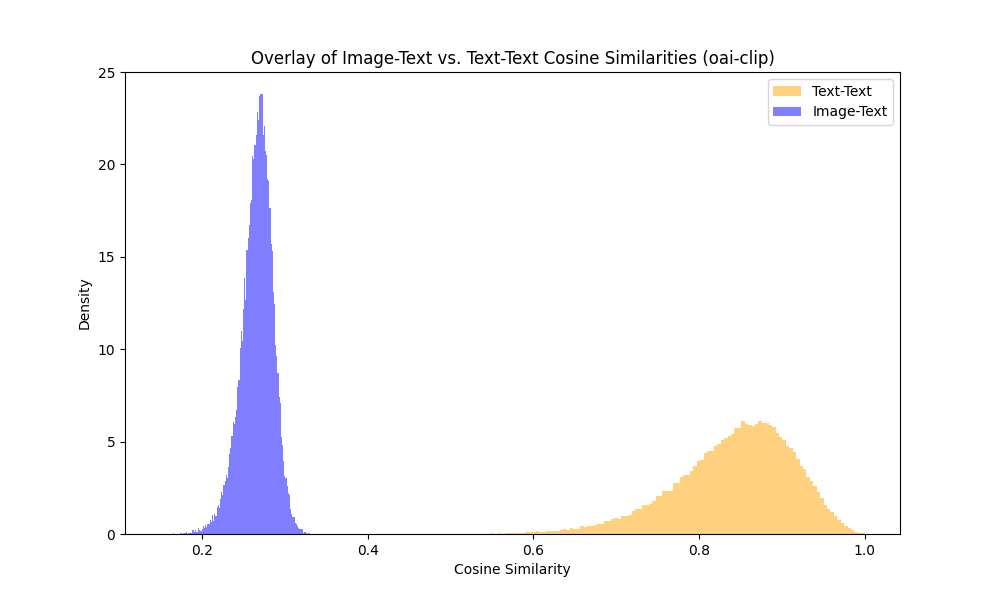 Overlay of Image-Text vs. Text-Text Cosine Similarities (oai-clip)
Text-Text
Image-Text
25
20
15
10
5
0
Density
0.2
0.4
0.6
0.8
1.0
Cosine Similarity